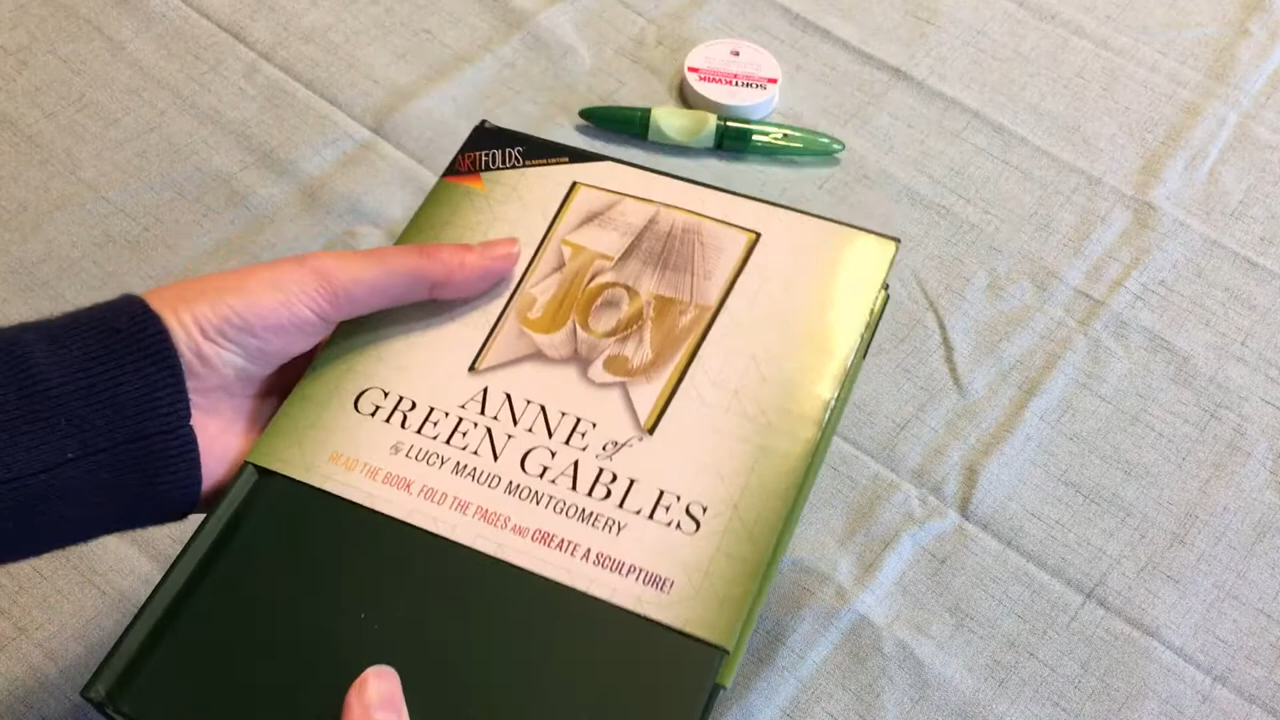 SORTKWIK
ARTFOLDS CLASSIC EDITION
Joy
ANNE of
GREEN GABLES
by LUCY MAUD MONTGOMERY
READ THE BOOK, FOLD THE PAGES AND CREATE A SCULPTURE!